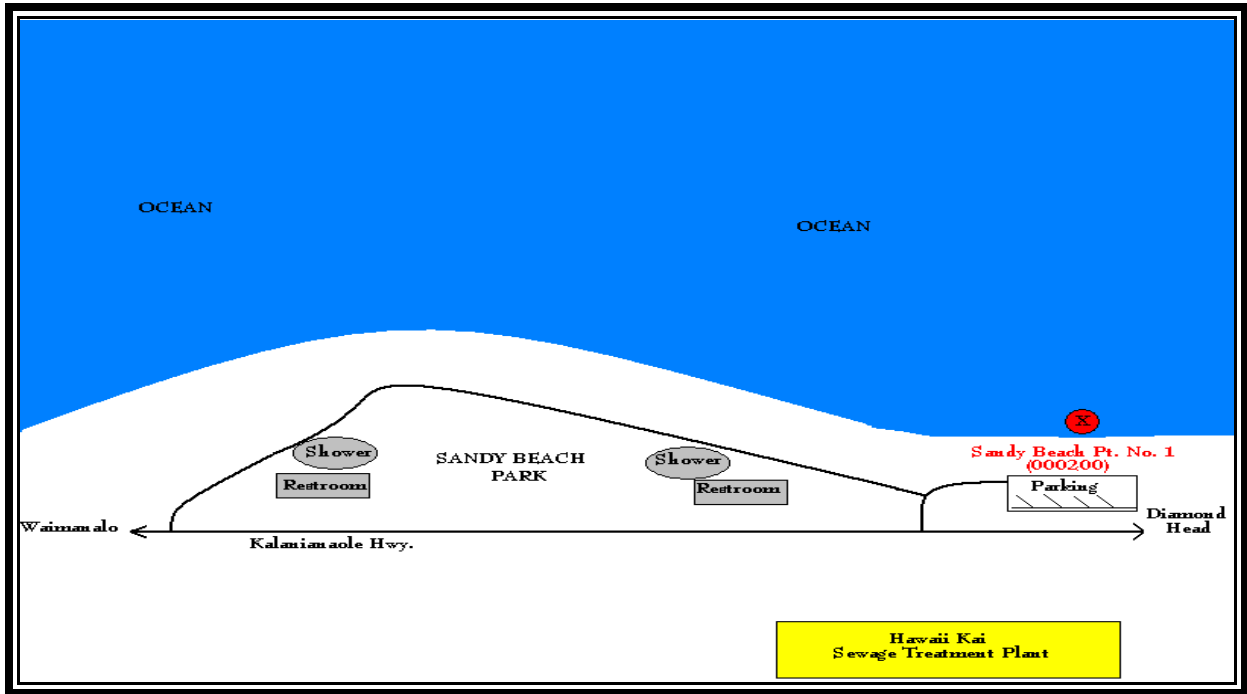 OCEAN
OCEAN
X
Sandy Beach Pt. No. 1
(000200)
Shower
SANDY BEACH
PARK
Shower
Restroom
Restroom
Parking
Waimanalo
Diamond
Head
Kalanianaole Hwy.
Hawaii Kai
Sewage Treatment Plant